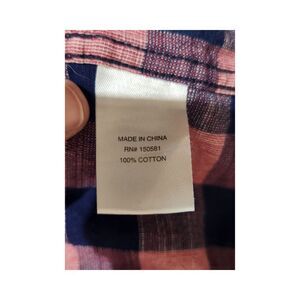 MADE IN CHINA
RN# 150581
100% COTTON